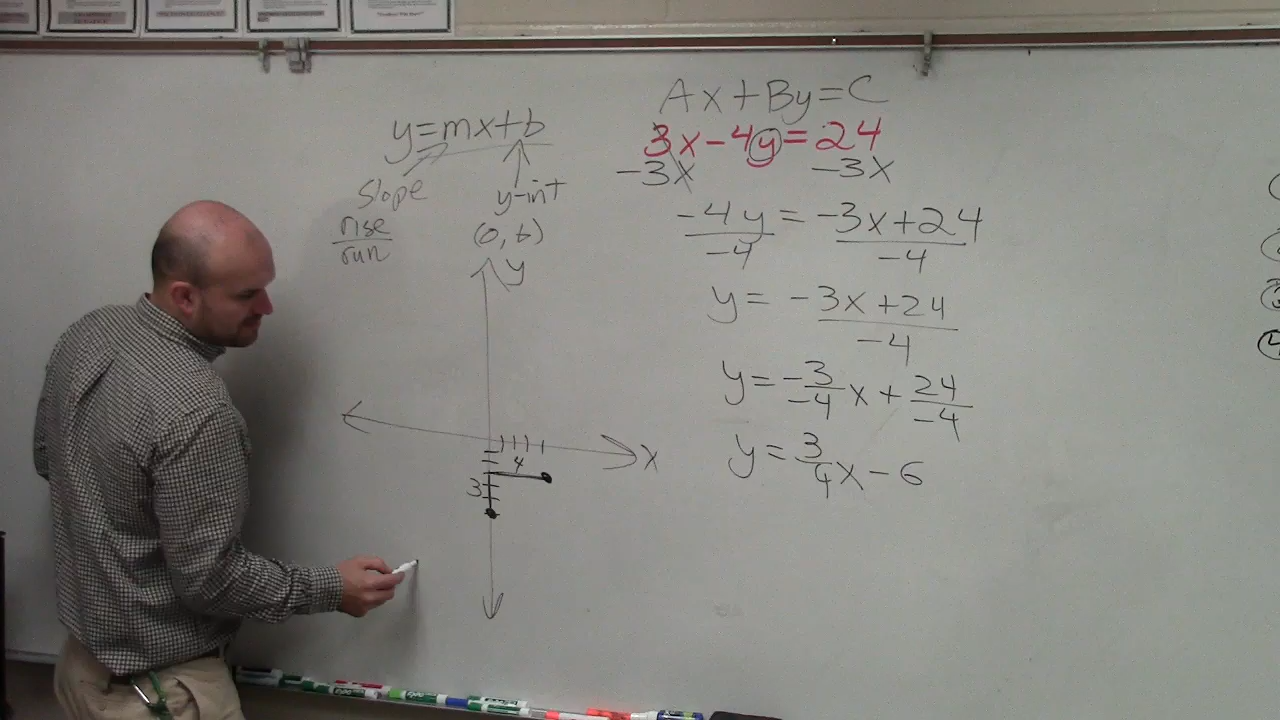 y=mx+b
slope
rise
run
y-int
(0, b)
y
x
4
3
Ax+By=C
3x-4y=24
-3x -3x
-4y = -3x+24
-4 -4
y = -3x+24
-4
y = -3/-4 x + 24/-4
y = 3/4 x - 6